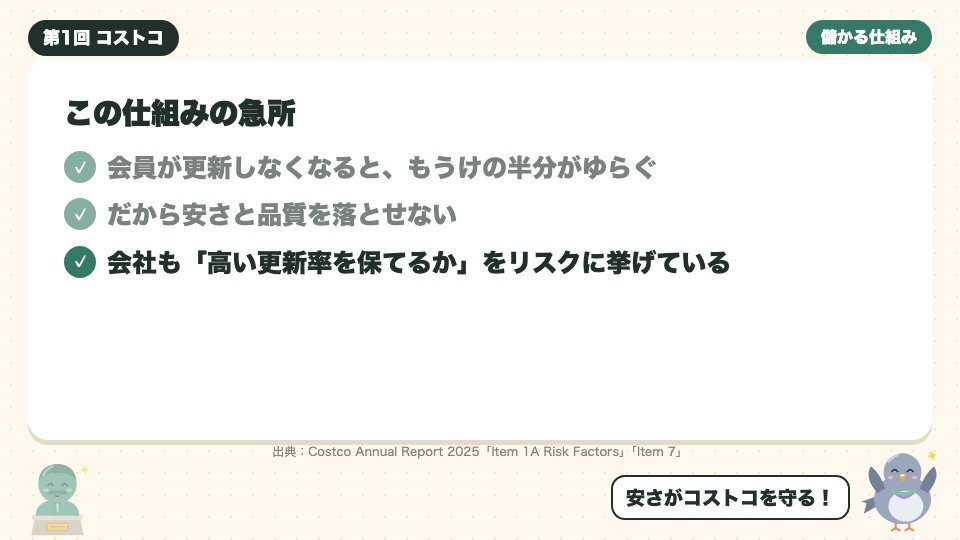 第1回 コストコ
儲かる仕組み
この仕組みの急所
会員が更新しなくなると、もうけの半分がゆらぐ
だから安さと品質を落とせない
会社も「高い更新率を保てるか」をリスクに挙げている
出典：Costco Annual Report 2025「Item 1A Risk Factors」「Item 7」
安さがコストコを守る！